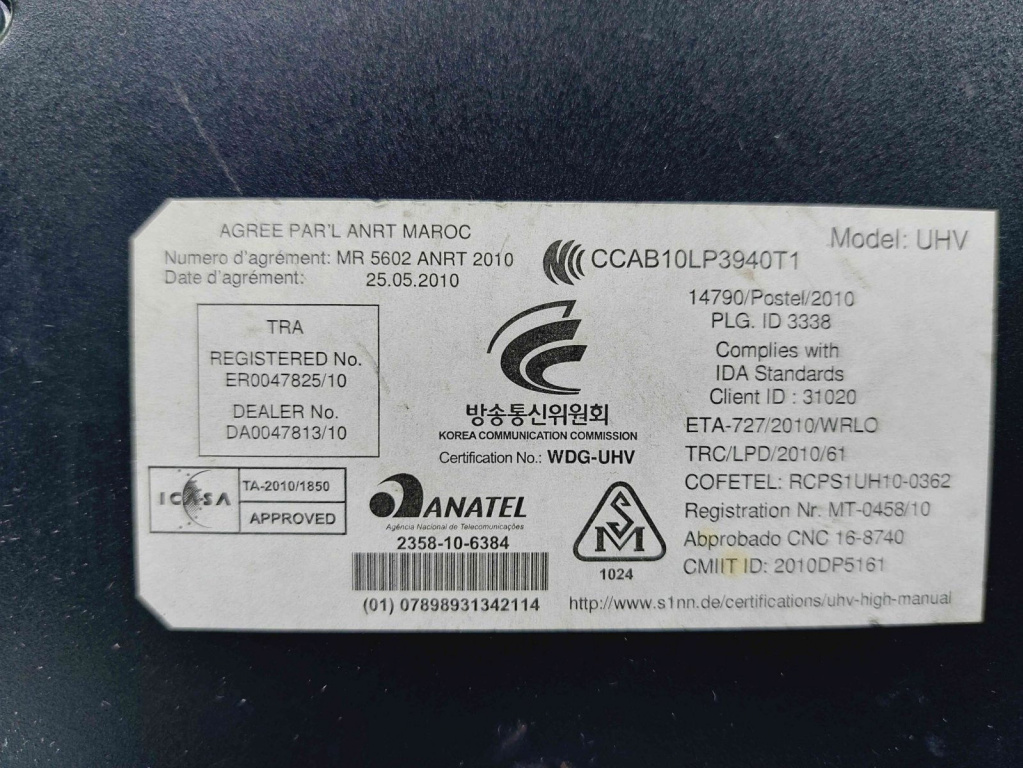 AGREE PAR'L ANRT MAROC
Numero d'agrément: MR 5602 ANRT 2010
Date d'agrément: 25.05.2010
TRA
REGISTERED No.
ER0047825/10
DEALER No.
DA0047813/10
ICASA
TA-2010/1850
APPROVED
CCAB10LP3940T1
방송통신위원회
KOREA COMMUNICATION COMMISSION
Certification No.: WDG-UHV
ANATEL
Agência Nacional de Telecomunicações
2358-10-6384
(01) 07898931342114
SM
1024
Model: UHV
14790/Postel/2010
PLG. ID 3338
Complies with
IDA Standards
Client ID : 31020
ETA-727/2010/WRLO
TRC/LPD/2010/61
COFETEL: RCPS1UH10-0362
Registration Nr: MT-0458/10
Abprobado CNC 16-8740
CMIIT ID: 2010DP5161
http://www.s1nn.de/certifications/uhv-high-manual